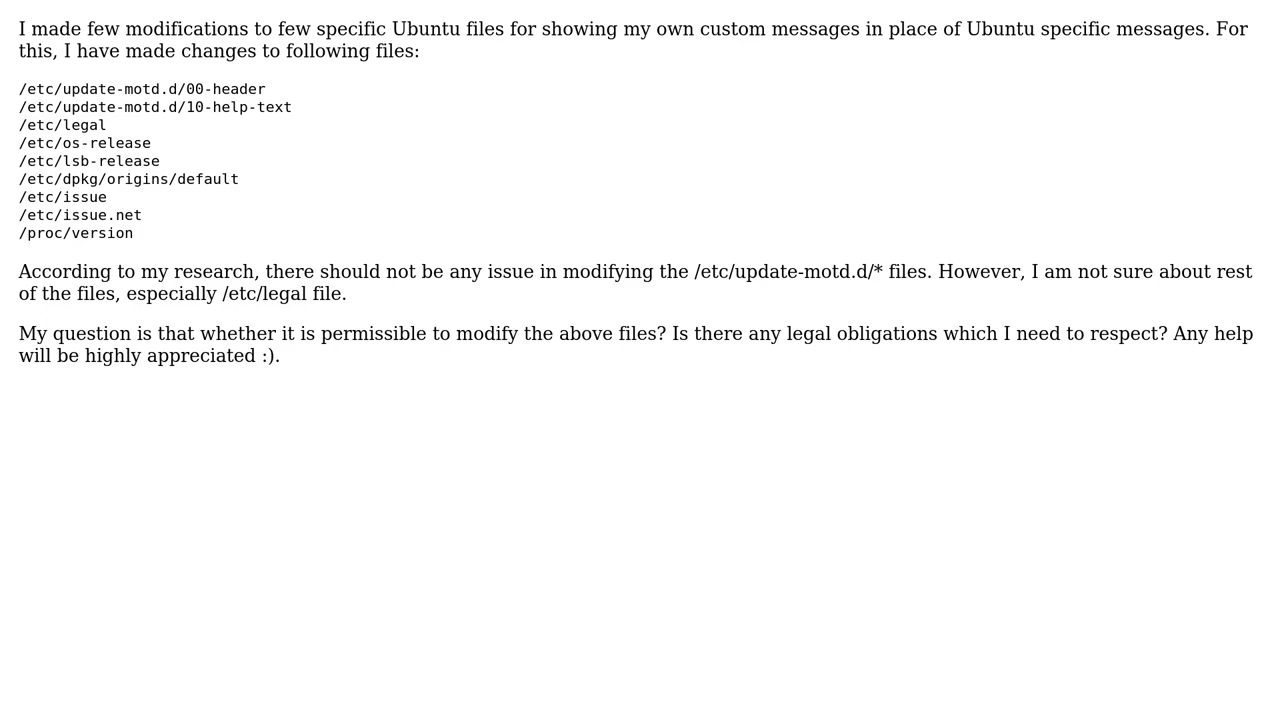 I made few modifications to few specific Ubuntu files for showing my own custom messages in place of Ubuntu specific messages. For
this, I have made changes to following files:
/etc/update-motd.d/00-header
/etc/update-motd.d/10-help-text
/etc/legal
/etc/os-release
/etc/lsb-release
/etc/dpkg/origins/default
/etc/issue
/etc/issue.net
/proc/version
According to my research, there should not be any issue in modifying the /etc/update-motd.d/* files. However, I am not sure about rest
of the files, especially /etc/legal file.
My question is that whether it is permissible to modify the above files? Is there any legal obligations which I need to respect? Any help
will be highly appreciated :).